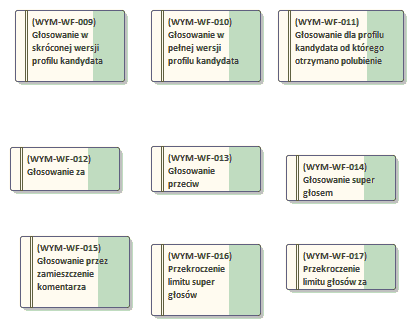 (WYM-WF-009)
Głosowanie w
skróconej wersji
profilu kandydata
(WYM-WF-010)
Głosowanie w
pełnej wersji
profilu kandydata
(WYM-WF-011)
Głosowanie dla profilu
kandydata od którego
otrzymano polubienie
(WYM-WF-012)
Głosowanie za
(WYM-WF-013)
Głosowanie
przeciw
(WYM-WF-014)
Głosowanie super
głosem
(WYM-WF-015)
Głosowanie przez
zamieszczenie
komentarza
(WYM-WF-016)
Przekroczenie
limitu super
głosów
(WYM-WF-017)
Przekroczenie
limitu głosów za